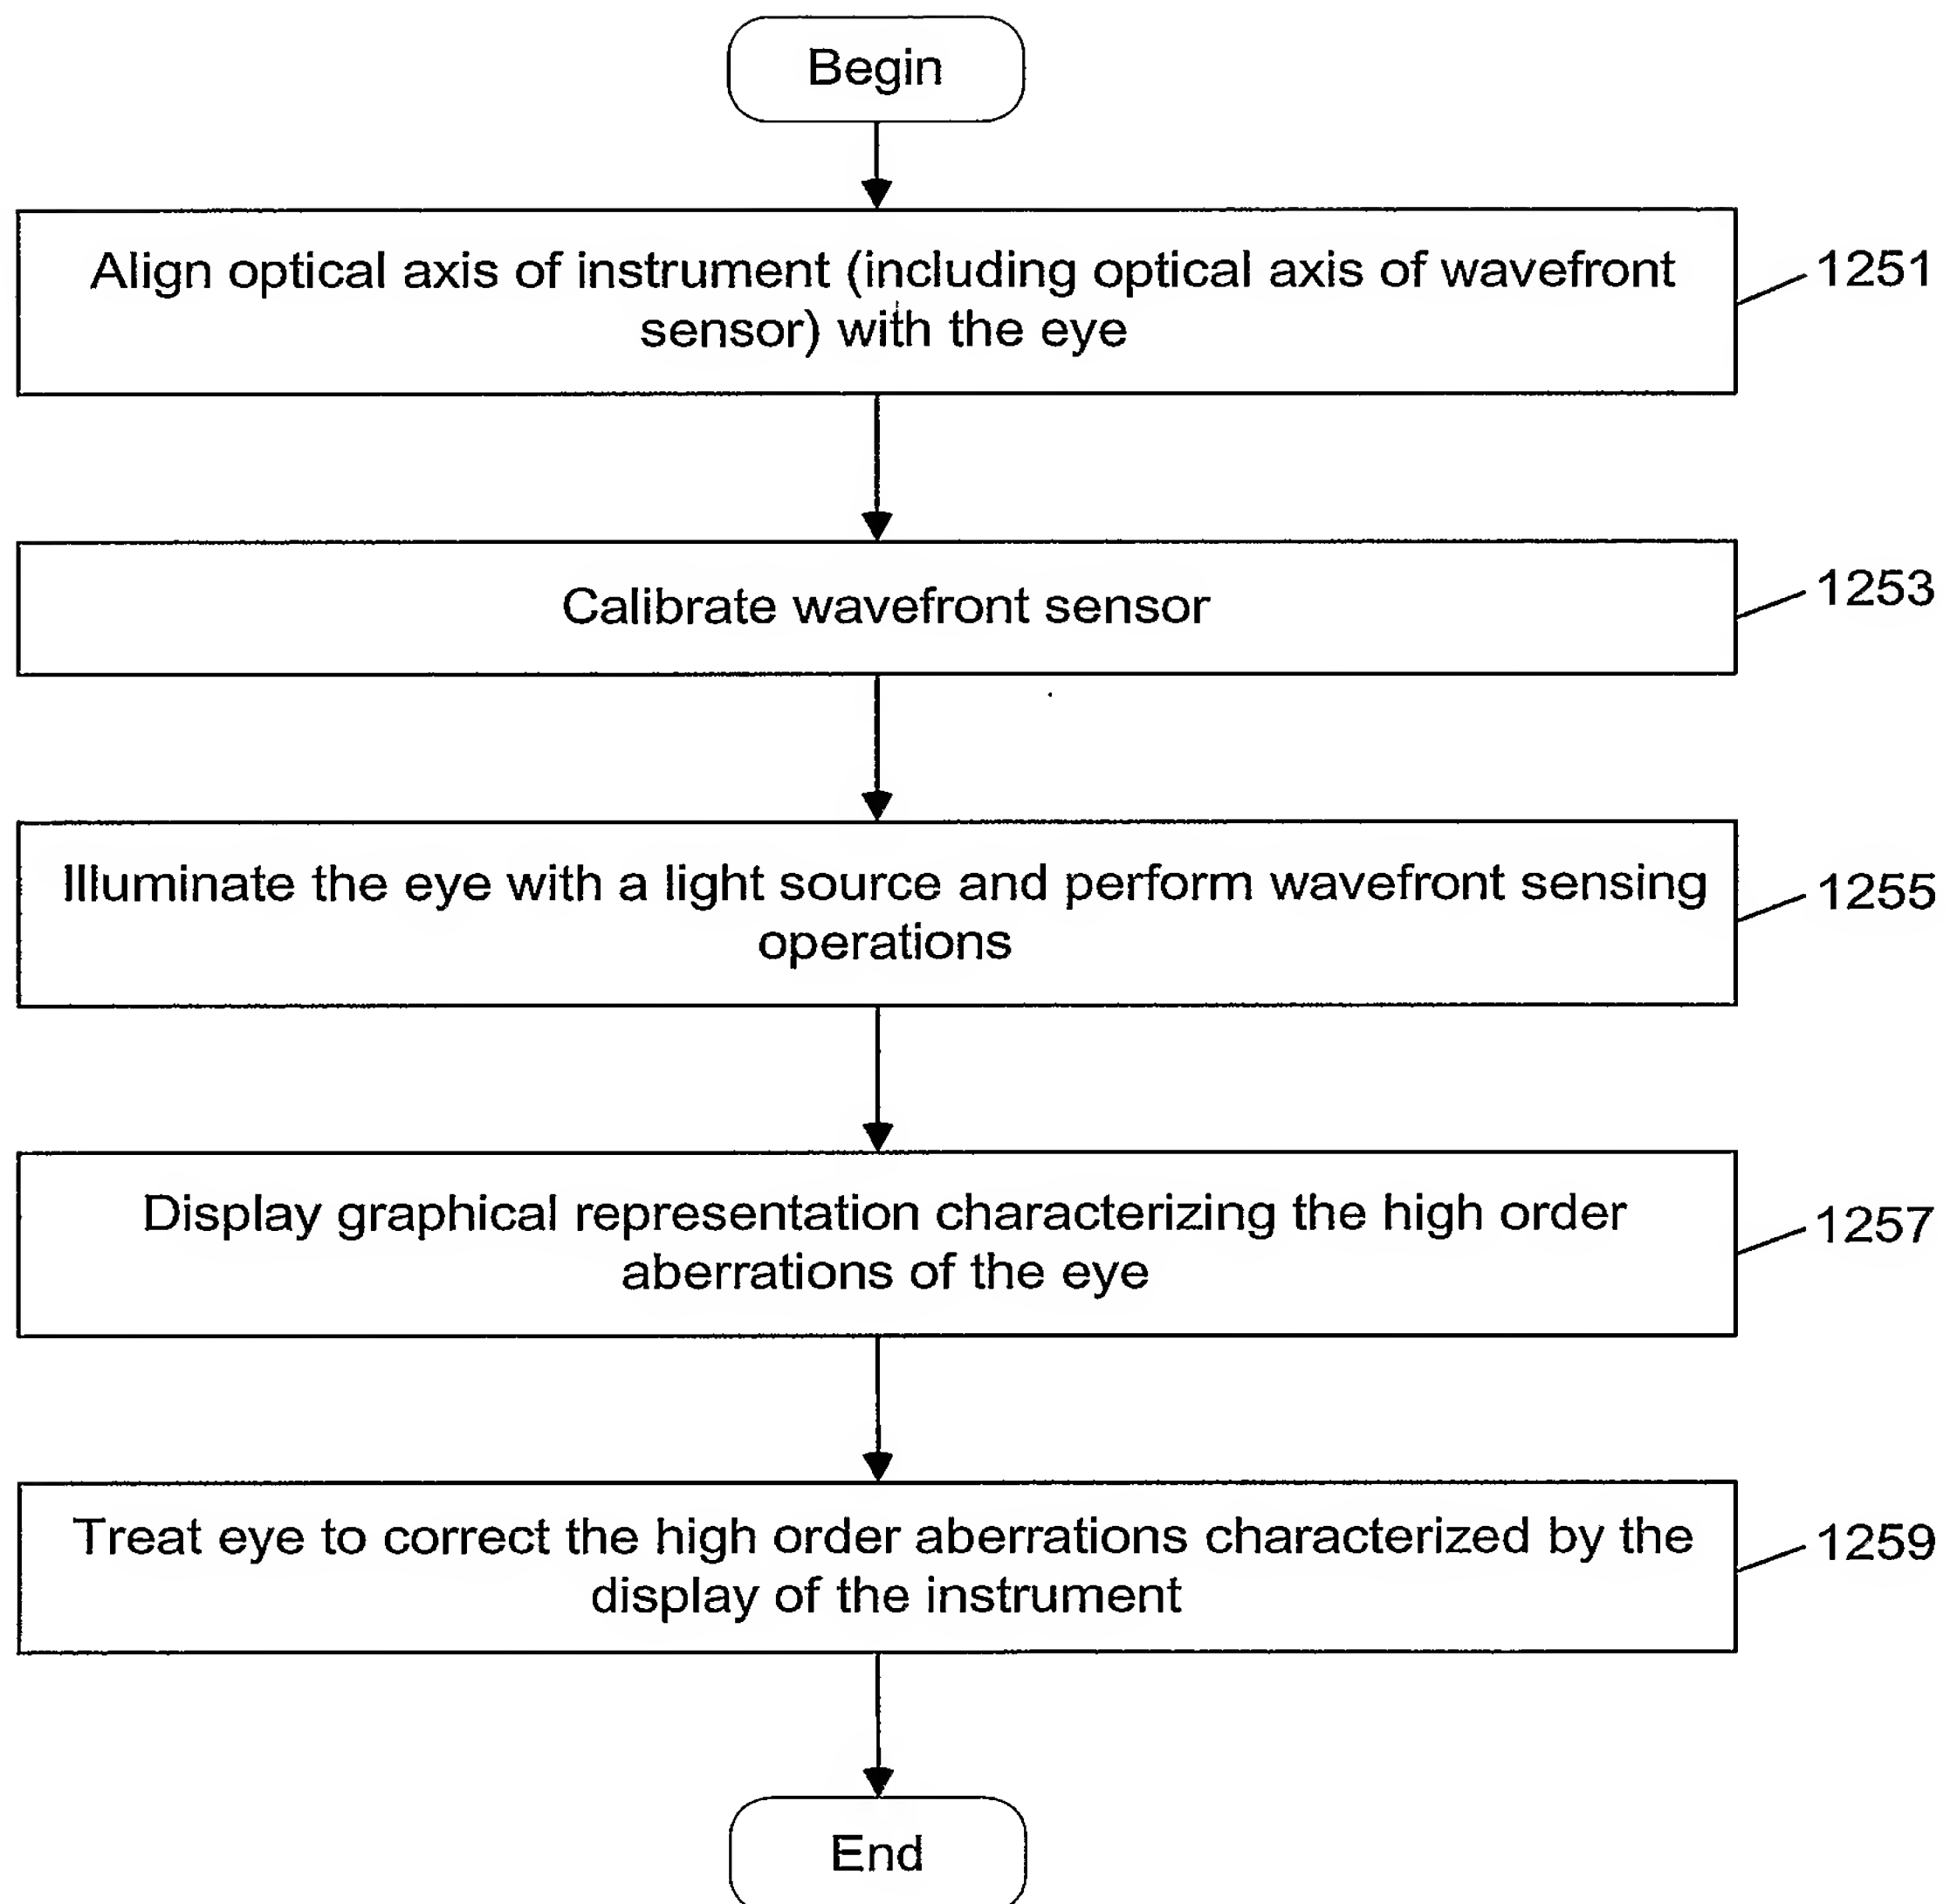 Begin
Align optical axis of instrument (including optical axis of wavefront
sensor) with the eye
1251
Calibrate wavefront sensor
1253
Illuminate the eye with a light source and perform wavefront sensing
operations
1255
Display graphical representation characterizing the high order
aberrations of the eye
1257
Treat eye to correct the high order aberrations characterized by the
display of the instrument
1259
End